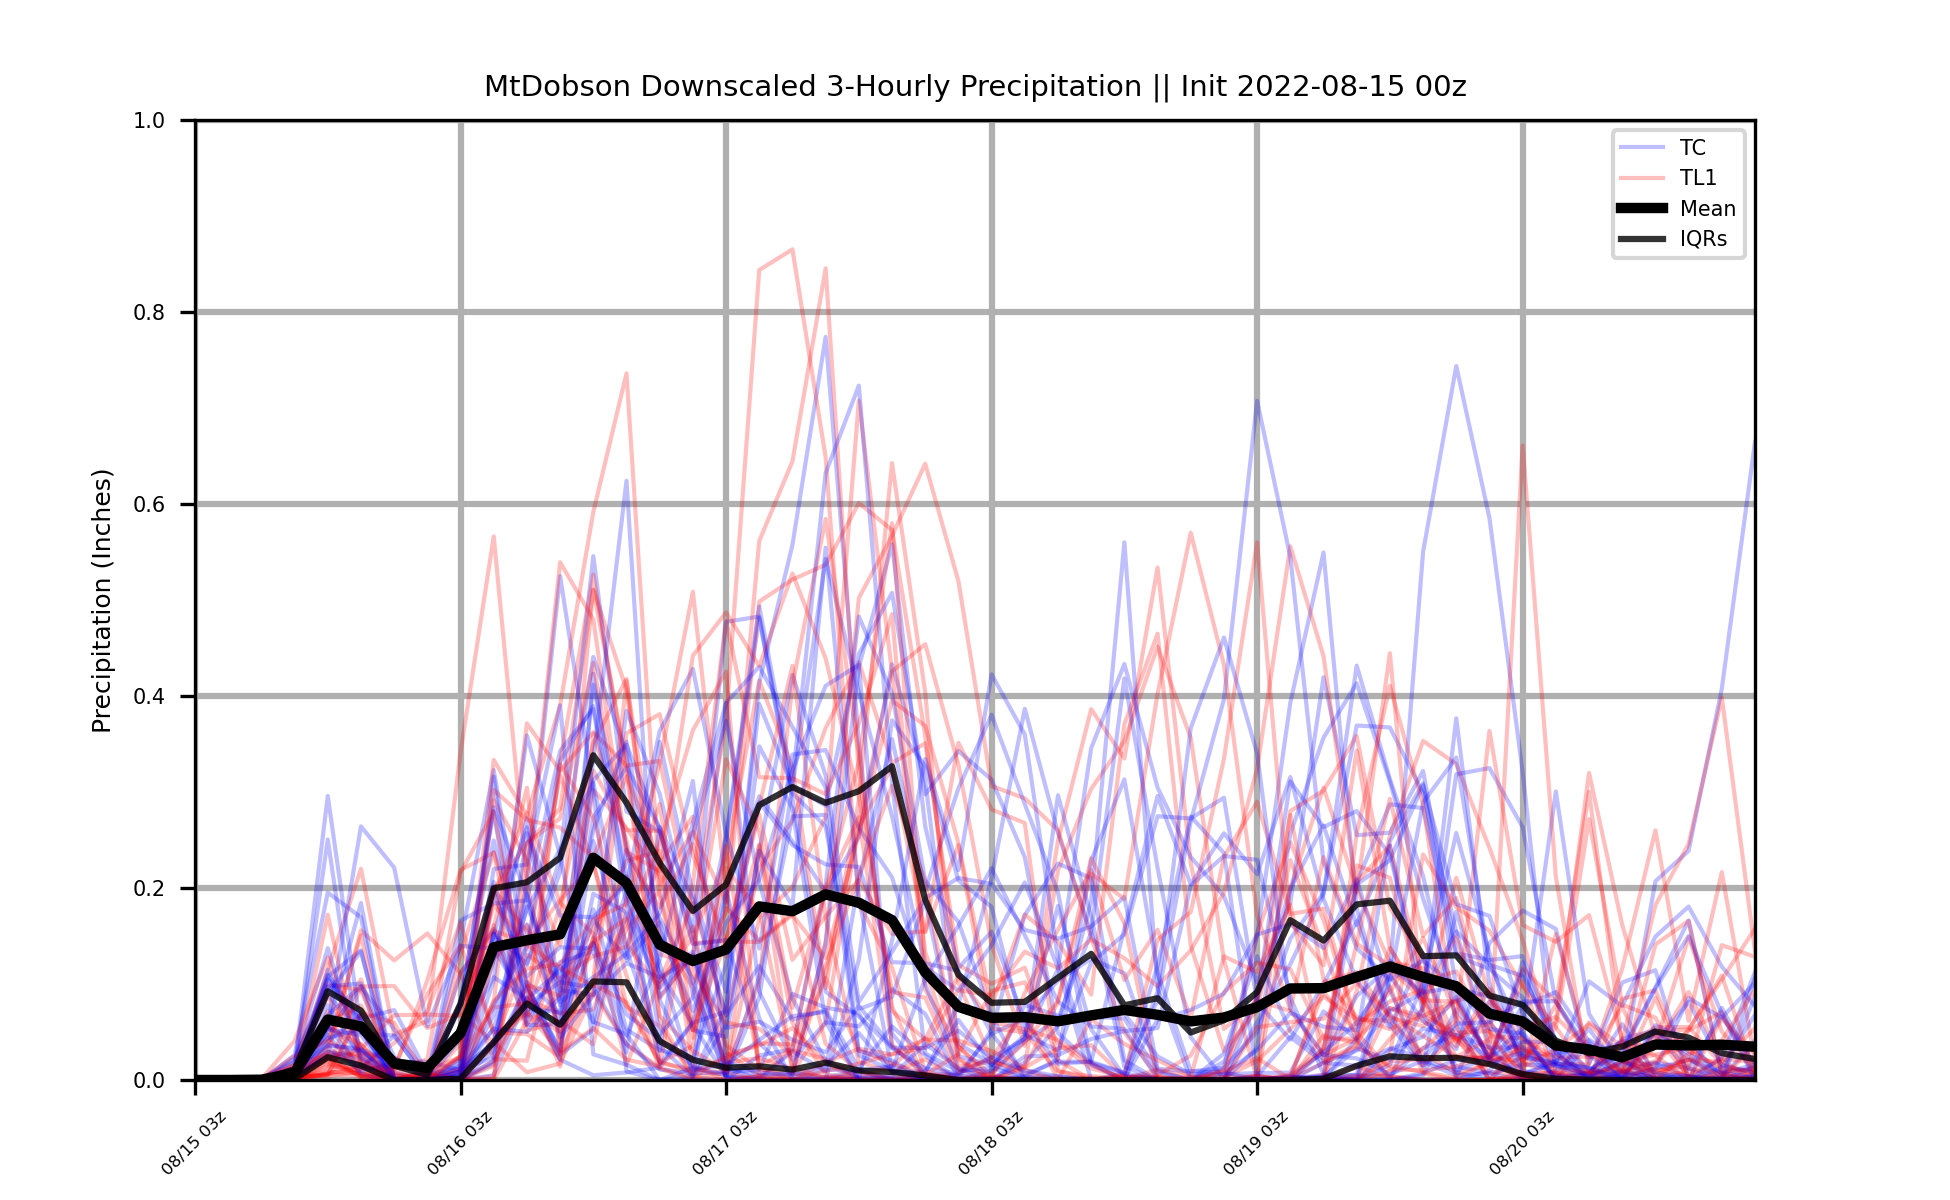 MtDobson Downscaled 3-Hourly Precipitation || Init 2022-08-15 00z
Precipitation (Inches)
1.0
0.8
0.6
0.4
0.2
0.0
TC
TL1
Mean
IQRs
08/15 03z
08/16 03z
08/17 03z
08/18 03z
08/19 03z
08/20 03z